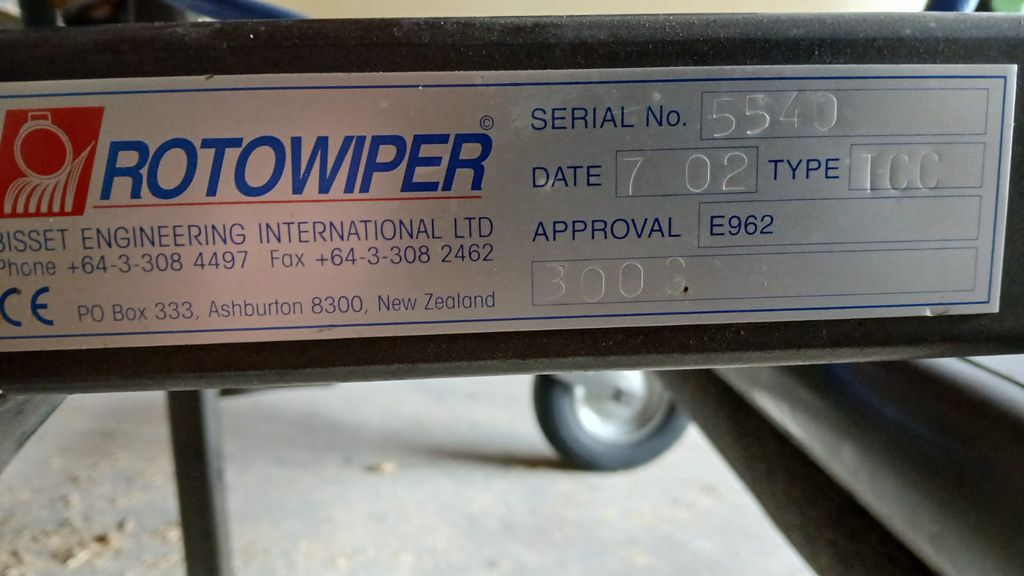 ROTOWIPER ©
BISSET ENGINEERING INTERNATIONAL LTD
Phone +64-3-308 4497 Fax +64-3-308 2462
CE PO Box 333, Ashburton 8300, New Zealand
SERIAL No. 5540
DATE 7 02 TYPE TCC
APPROVAL E962